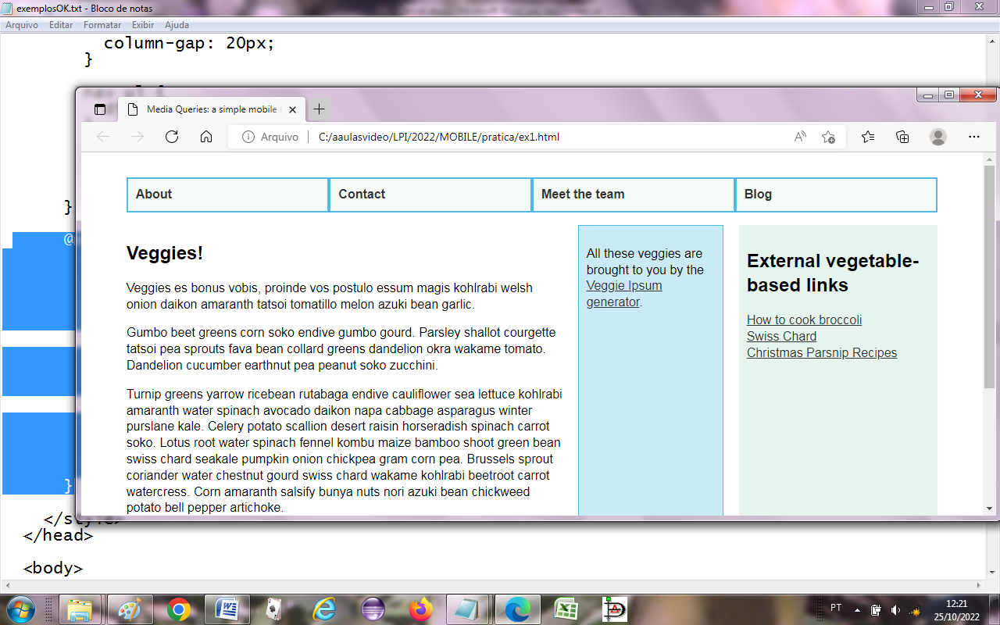 exemplosOK.txt - Bloco de notas
Arquivo Editar Formatar Exibir Ajuda
column-gap: 20px;
}
}
@
}
</style>
</head>
<body>
Media Queries: a simple mobile
Arquivo C:/aaulasvideo/LPI/2022/MOBILE/pratica/ex1.html
About Contact Meet the team Blog
Veggies!
Veggies es bonus vobis, proinde vos postulo essum magis kohlrabi welsh
onion daikon amaranth tatsoi tomatillo melon azuki bean garlic.
Gumbo beet greens corn soko endive gumbo gourd. Parsley shallot courgette
tatsoi pea sprouts fava bean collard greens dandelion okra wakame tomato.
Dandelion cucumber earthnut pea peanut soko zucchini.
Turnip greens yarrow ricebean rutabaga endive cauliflower sea lettuce kohlrabi
amaranth water spinach avocado daikon napa cabbage asparagus winter
purslane kale. Celery potato scallion desert raisin horseradish spinach carrot
soko. Lotus root water spinach fennel kombu maize bamboo shoot green bean
swiss chard seakale pumpkin onion chickpea gram corn pea. Brussels sprout
coriander water chestnut gourd swiss chard wakame kohlrabi beetroot carrot
watercress. Corn amaranth salsify bunya nuts nori azuki bean chickweed
potato bell pepper artichoke.
All these veggies are
brought to you by the
Veggie Ipsum
generator.
External vegetable-
based links
How to cook broccoli
Swiss Chard
Christmas Parsnip Recipes
PT
12:21
25/10/2022